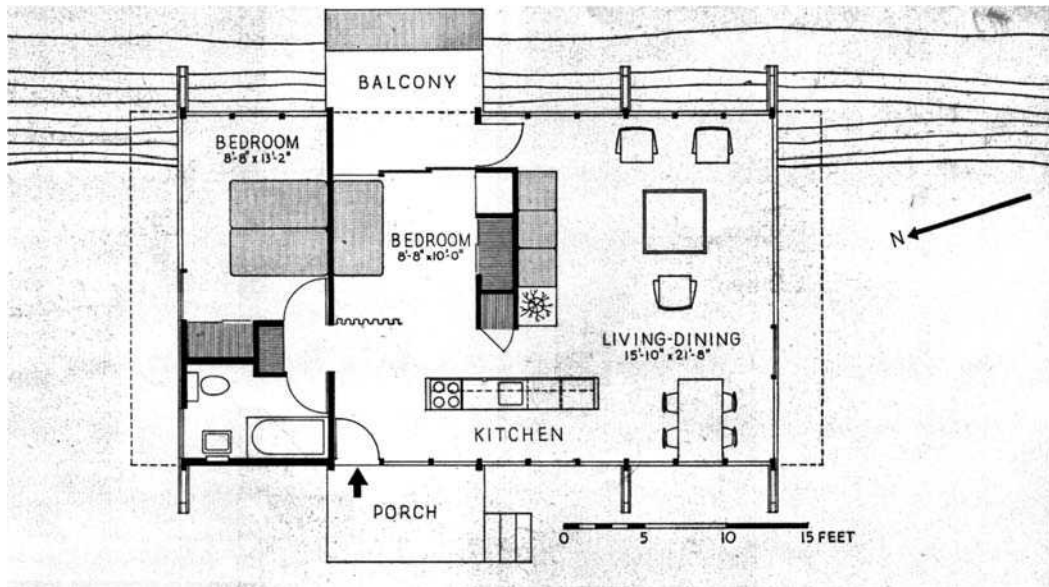 BALCONY
BEDROOM
8'-8" x 13'-2"
BEDROOM
8'-8" x 10'-0"
N
LIVING-DINING
15'-10" x 21'-8"
KITCHEN
PORCH
0 5 10 15 FEET